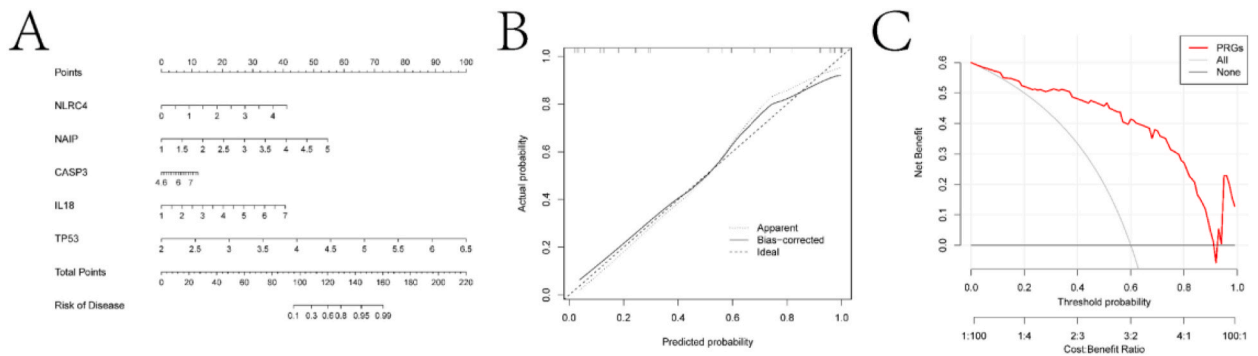 A
Points
0 10 20 30 40 50 60 70 80 90 100
NLRC4
0 1 2 3 4
NAIP
1 1.5 2 2.5 3 3.5 4 4.5 5
CASP3
4.6 6 7
IL18
1 2 3 4 5 6 7
TP53
2 2.5 3 3.5 4 4.5 5 5.5 6 6.5
Total Points
0 20 40 60 80 100 120 140 160 180 200 220
Risk of Disease
0.1 0.3 0.6 0.8 0.95 0.99
B
Actual probability
1.0
0.8
0.6
0.4
0.2
0.0
Apparent
Bias-corrected
Ideal
0.0 0.2 0.4 0.6 0.8 1.0
Predicted probability
C
PRGs
All
None
Net Benefit
0.6
0.5
0.4
0.3
0.2
0.1
0.0
0.0 0.2 0.4 0.6 0.8 1.0
Threshold probability
1:100 1:4 2:3 3:2 4:1 100:1
Cost:Benefit Ratio